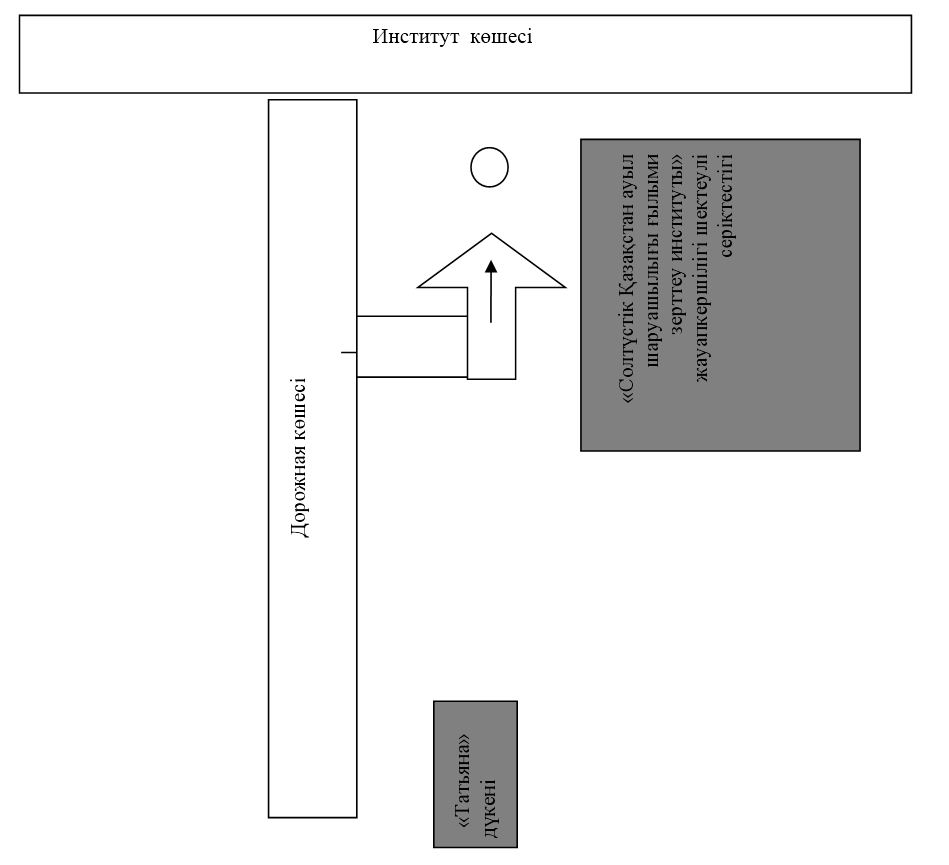 Институт көшесі
«Солтүстік Қазақстан ауыл
шаруашылығы ғылыми
зерттеу институты»
жауапкершілігі шектеулі
серіктестігі
Дорожная көшесі
«Татьяна»
дүкені